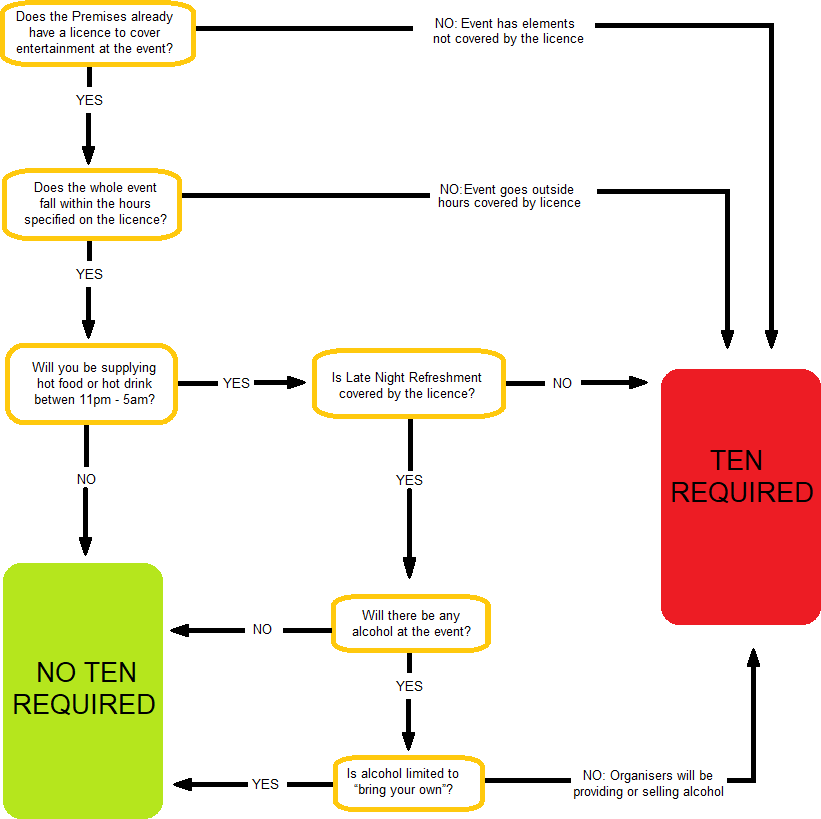 Does the Premises already
have a licence to cover
entertainment at the event?
NO: Event has elements
not covered by the licence
YES
Does the whole event
fall within the hours
specified on the licence?
NO:Event goes outside
hours covered by licence
YES
Will you be supplying
hot food or hot drink
betwen 11pm - 5am?
YES
Is Late Night Refreshment
covered by the licence?
NO
TEN
REQUIRED
NO
YES
NO TEN
REQUIRED
NO
Will there be any
alcohol at the event?
YES
YES
Is alcohol limited to
“bring your own”?
NO: Organisers will be
providing or selling alcohol